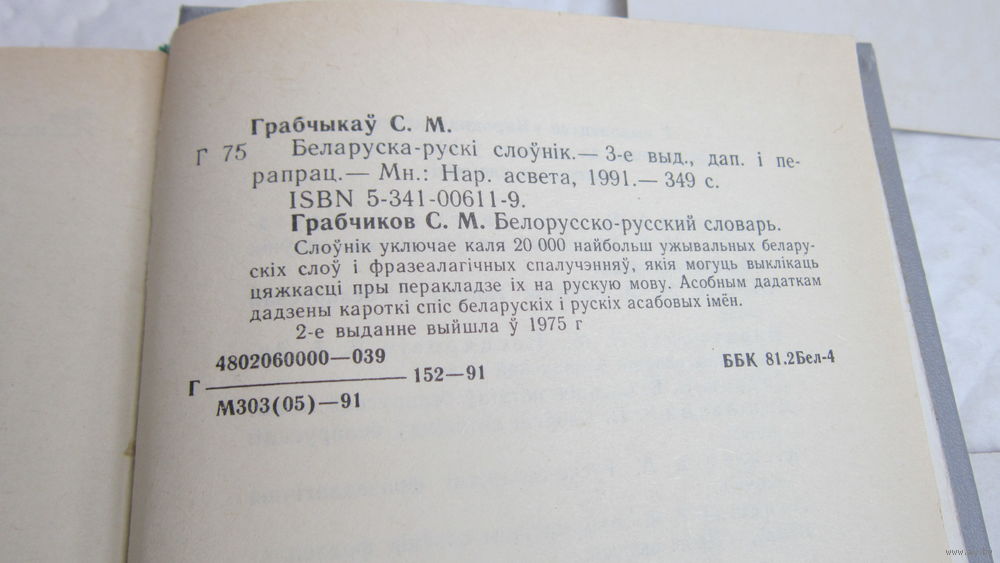 Грабчыкаў С. М.
Г 75 Беларуска-рускі слоўнік.— 3-е выд., дап. і пе-
рапрац.— Мн.: Нар. асвета, 1991.— 349 с.
ISBN 5-341-00611-9.
Грабчиков С. М. Белорусско-русский словарь.
Слоўнік уключае каля 20 000 найбольш ужывальных белару-
скіх слоў і фразеалагічных спалучэнняў, якія могуць выклікаць
цяжкасці пры перакладзе іх на рускую мову. Асобным дадаткам
дадзены кароткі спіс беларускіх і рускіх асабовых імён.
2-е выданне выйшла ў 1975 г
4802060000—039
Г 152—91
М303(05)—91
ББК 81.2Бел-4